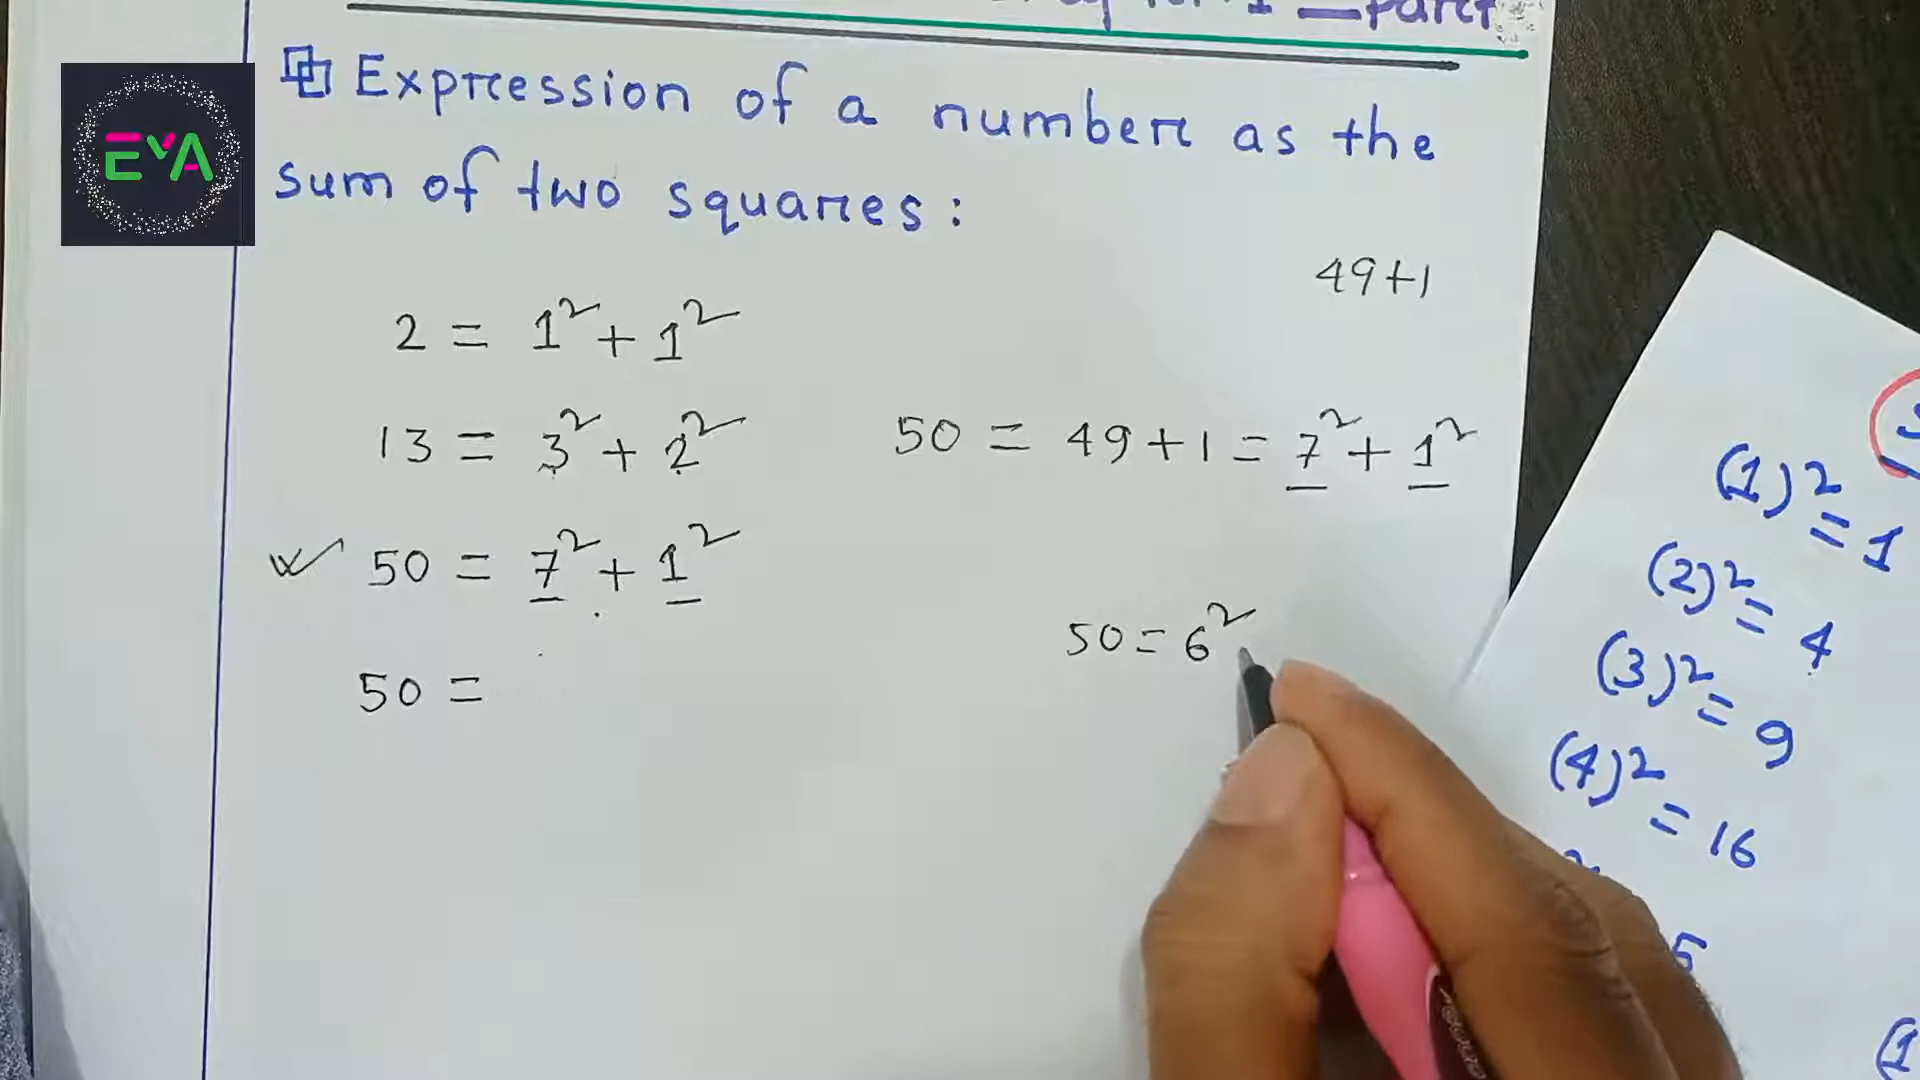 EYA
Expression of a number as the
sum of two squares:
49+1
2 = 1² + 1²
13 = 3² + 2²
50 = 49+1 = 7² + 1²
50 = 7² + 1²
50 = 6²
50 =
(1)² = 1
(2)² = 4
(3)² = 9
(4)² = 16
5
(1